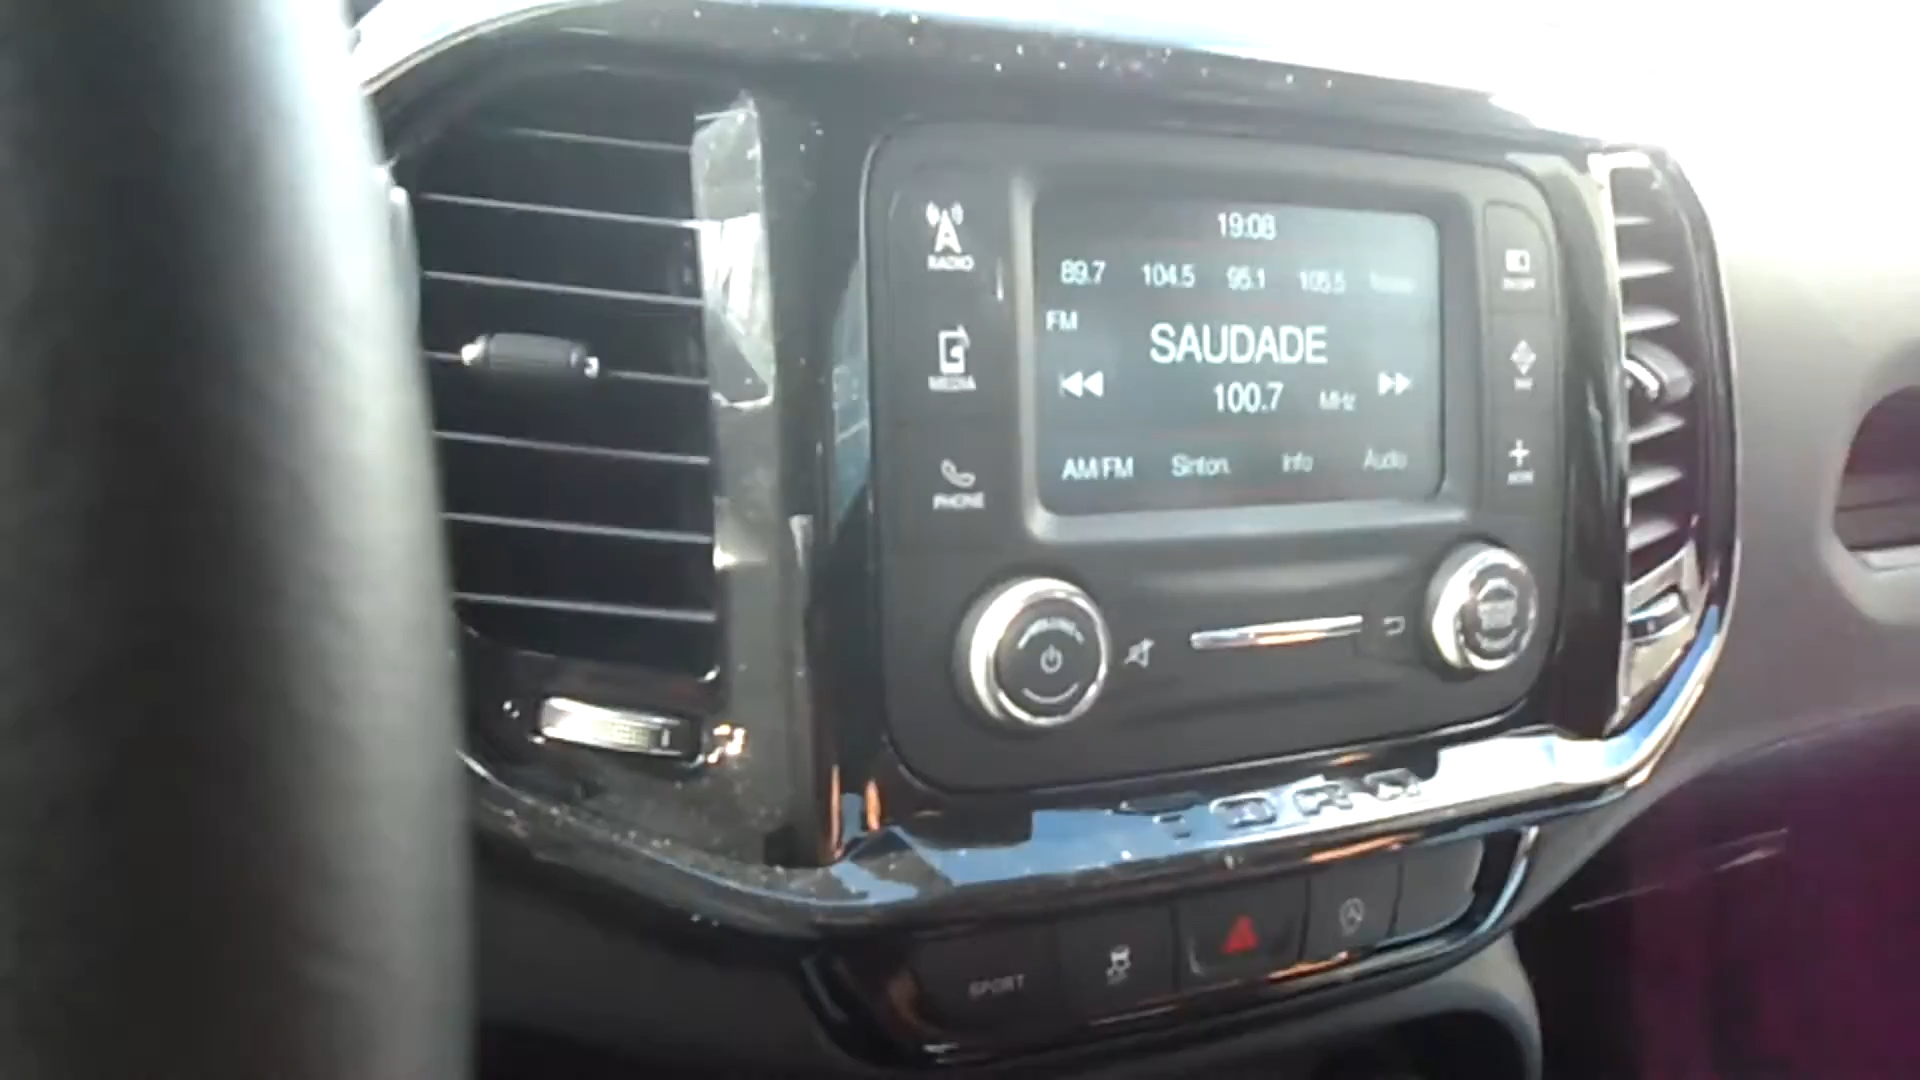 19:08
89.7 104.5 95.1 105.5
FM
SAUDADE
100.7 MHz
AM/FM Sinton. Info Audio
RADIO
MEDIA
PHONE
SPORT